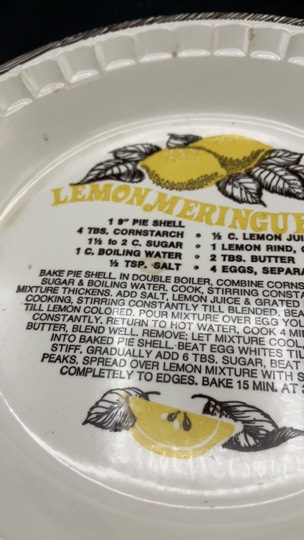 LEMON MERINGUE
1 9" PIE SHELL
4 TBS. CORNSTARCH • ½ C. LEMON JUI
1½ to 2 C. SUGAR • 1 LEMON RIND,
1 C. BOILING WATER • 2 TBS. BUTTER
½ TSP. SALT • 4 EGGS, SEPARA
BAKE PIE SHELL. IN DOUBLE BOILER, COMBINE CORNS
SUGAR & BOILING WATER. COOK, STIRRING CONSTA
MIXTURE THICKENS. ADD SALT, LEMON JUICE & GRATED
COOKING, STIRRING CONSTANTLY TILL BLENDED. BEA
TILL LEMON COLORED. POUR MIXTURE OVER EGG YO
CONSTANTLY, RETURN TO HOT WATER, COOK 4 MI
BUTTER, BLEND WELL. REMOVE; LET MIXTURE COOL
INTO BAKED PIE SHELL. BEAT EGG WHITES TIL
STIFF. GRADUALLY ADD 6 TBS. SUGAR, BEAT
PEAKS. SPREAD OVER LEMON MIXTURE WITH S
COMPLETELY TO EDGES. BAKE 15 MIN. AT 3